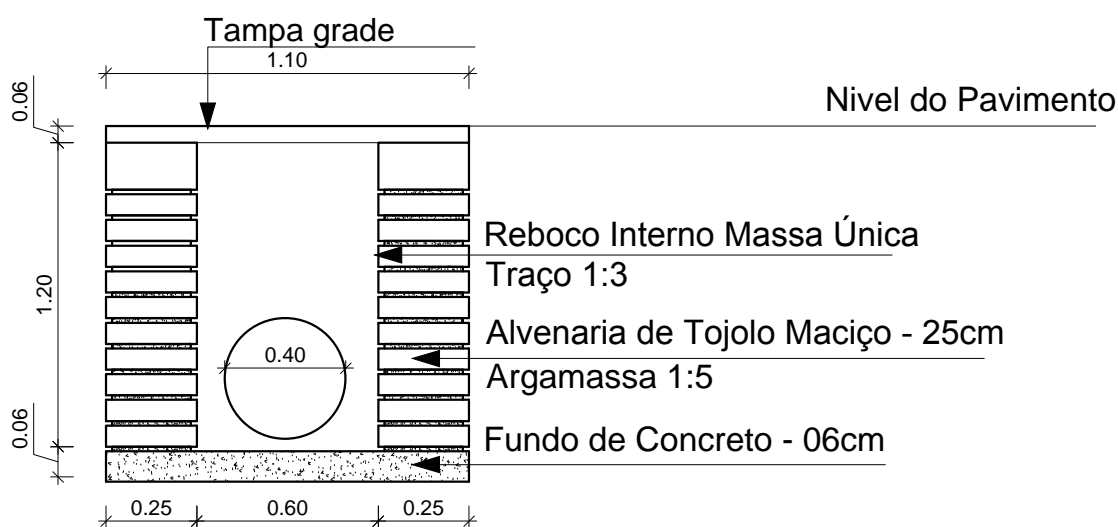 Tampa grade
1.10
0.06
Nivel do Pavimento
Reboco Interno Massa Única
Traço 1:3
1.20
Alvenaria de Tojolo Maciço - 25cm
0.40
Argamassa 1:5
0.06
Fundo de Concreto - 06cm
0.25
0.60
0.25